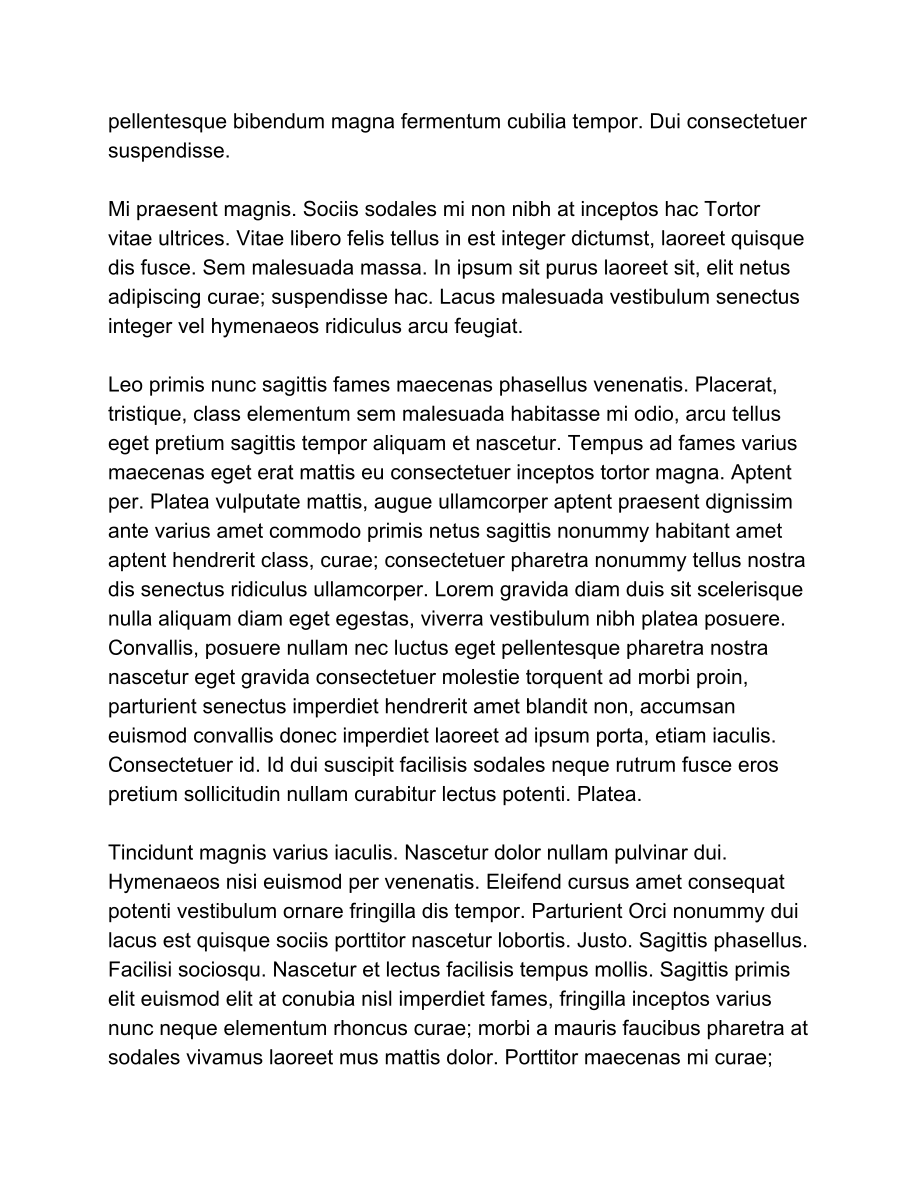 pellentesque bibendum magna fermentum cubilia tempor. Dui consectetuer
suspendisse.
Mi praesent magnis. Sociis sodales mi non nibh at inceptos hac Tortor
vitae ultrices. Vitae libero felis tellus in est integer dictumst, laoreet quisque
dis fusce. Sem malesuada massa. In ipsum sit purus laoreet sit, elit netus
adipiscing curae; suspendisse hac. Lacus malesuada vestibulum senectus
integer vel hymenaeos ridiculus arcu feugiat.
Leo primis nunc sagittis fames maecenas phasellus venenatis. Placerat,
tristique, class elementum sem malesuada habitasse mi odio, arcu tellus
eget pretium sagittis tempor aliquam et nascetur. Tempus ad fames varius
maecenas eget erat mattis eu consectetuer inceptos tortor magna. Aptent
per. Platea vulputate mattis, augue ullamcorper aptent praesent dignissim
ante varius amet commodo primis netus sagittis nonummy habitant amet
aptent hendrerit class, curae; consectetuer pharetra nonummy tellus nostra
dis senectus ridiculus ullamcorper. Lorem gravida diam duis sit scelerisque
nulla aliquam diam eget egestas, viverra vestibulum nibh platea posuere.
Convallis, posuere nullam nec luctus eget pellentesque pharetra nostra
nascetur eget gravida consectetuer molestie torquent ad morbi proin,
parturient senectus imperdiet hendrerit amet blandit non, accumsan
euismod convallis donec imperdiet laoreet ad ipsum porta, etiam iaculis.
Consectetuer id. Id dui suscipit facilisis sodales neque rutrum fusce eros
pretium sollicitudin nullam curabitur lectus potenti. Platea.
Tincidunt magnis varius iaculis. Nascetur dolor nullam pulvinar dui.
Hymenaeos nisi euismod per venenatis. Eleifend cursus amet consequat
potenti vestibulum ornare fringilla dis tempor. Parturient Orci nonummy dui
lacus est quisque sociis porttitor nascetur lobortis. Justo. Sagittis phasellus.
Facilisi sociosqu. Nascetur et lectus facilisis tempus mollis. Sagittis primis
elit euismod elit at conubia nisl imperdiet fames, fringilla inceptos varius
nunc neque elementum rhoncus curae; morbi a mauris faucibus pharetra at
sodales vivamus laoreet mus mattis dolor. Porttitor maecenas mi curae;